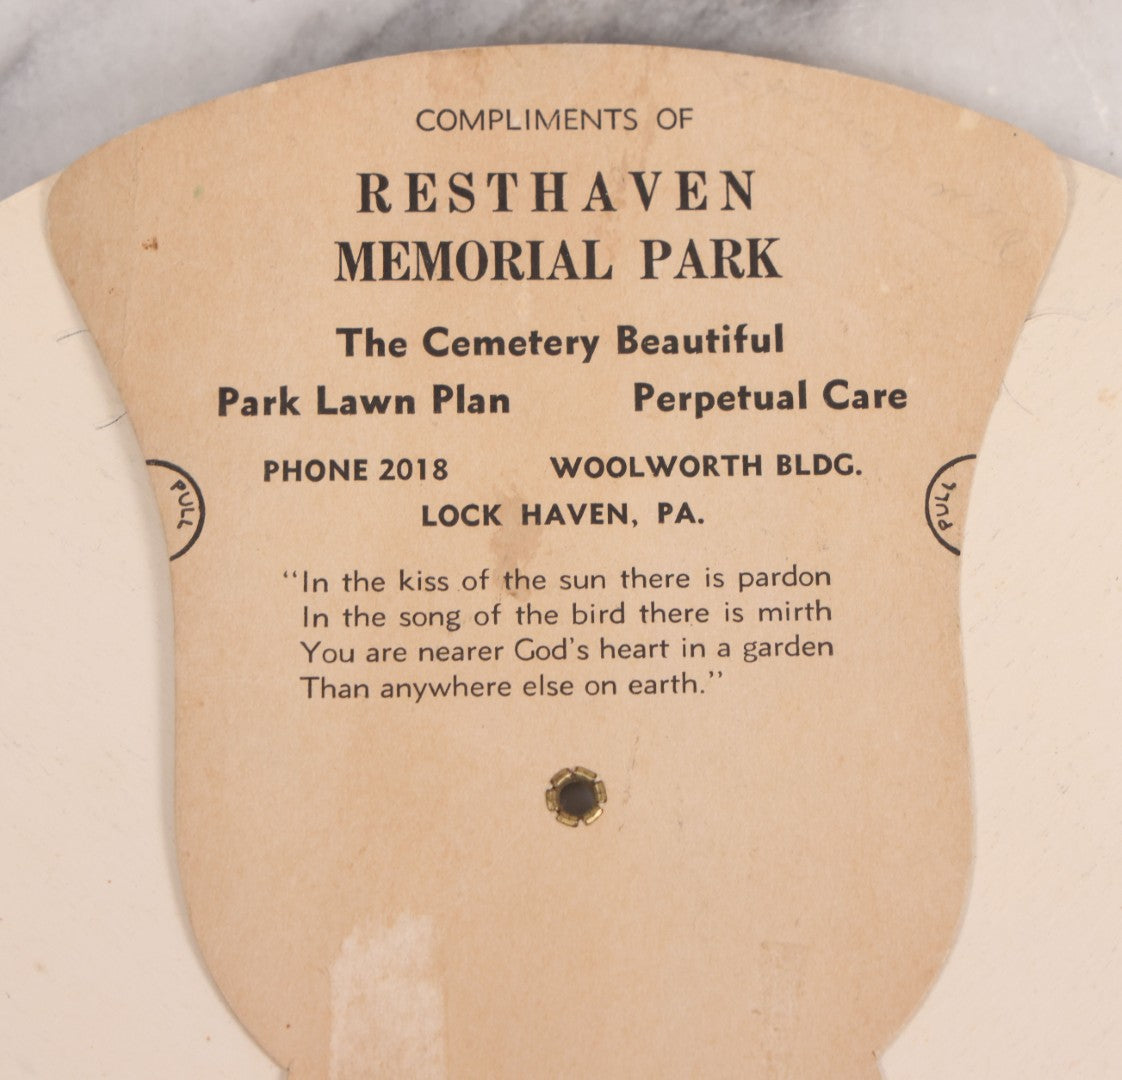 COMPLIMENTS OF
RESTHAVEN
MEMORIAL PARK
The Cemetery Beautiful
Park Lawn Plan Perpetual Care
PHONE 2018 WOOLWORTH BLDG.
LOCK HAVEN, PA.
PULL
PULL
“In the kiss of the sun there is pardon
In the song of the bird there is mirth
You are nearer God's heart in a garden
Than anywhere else on earth.”